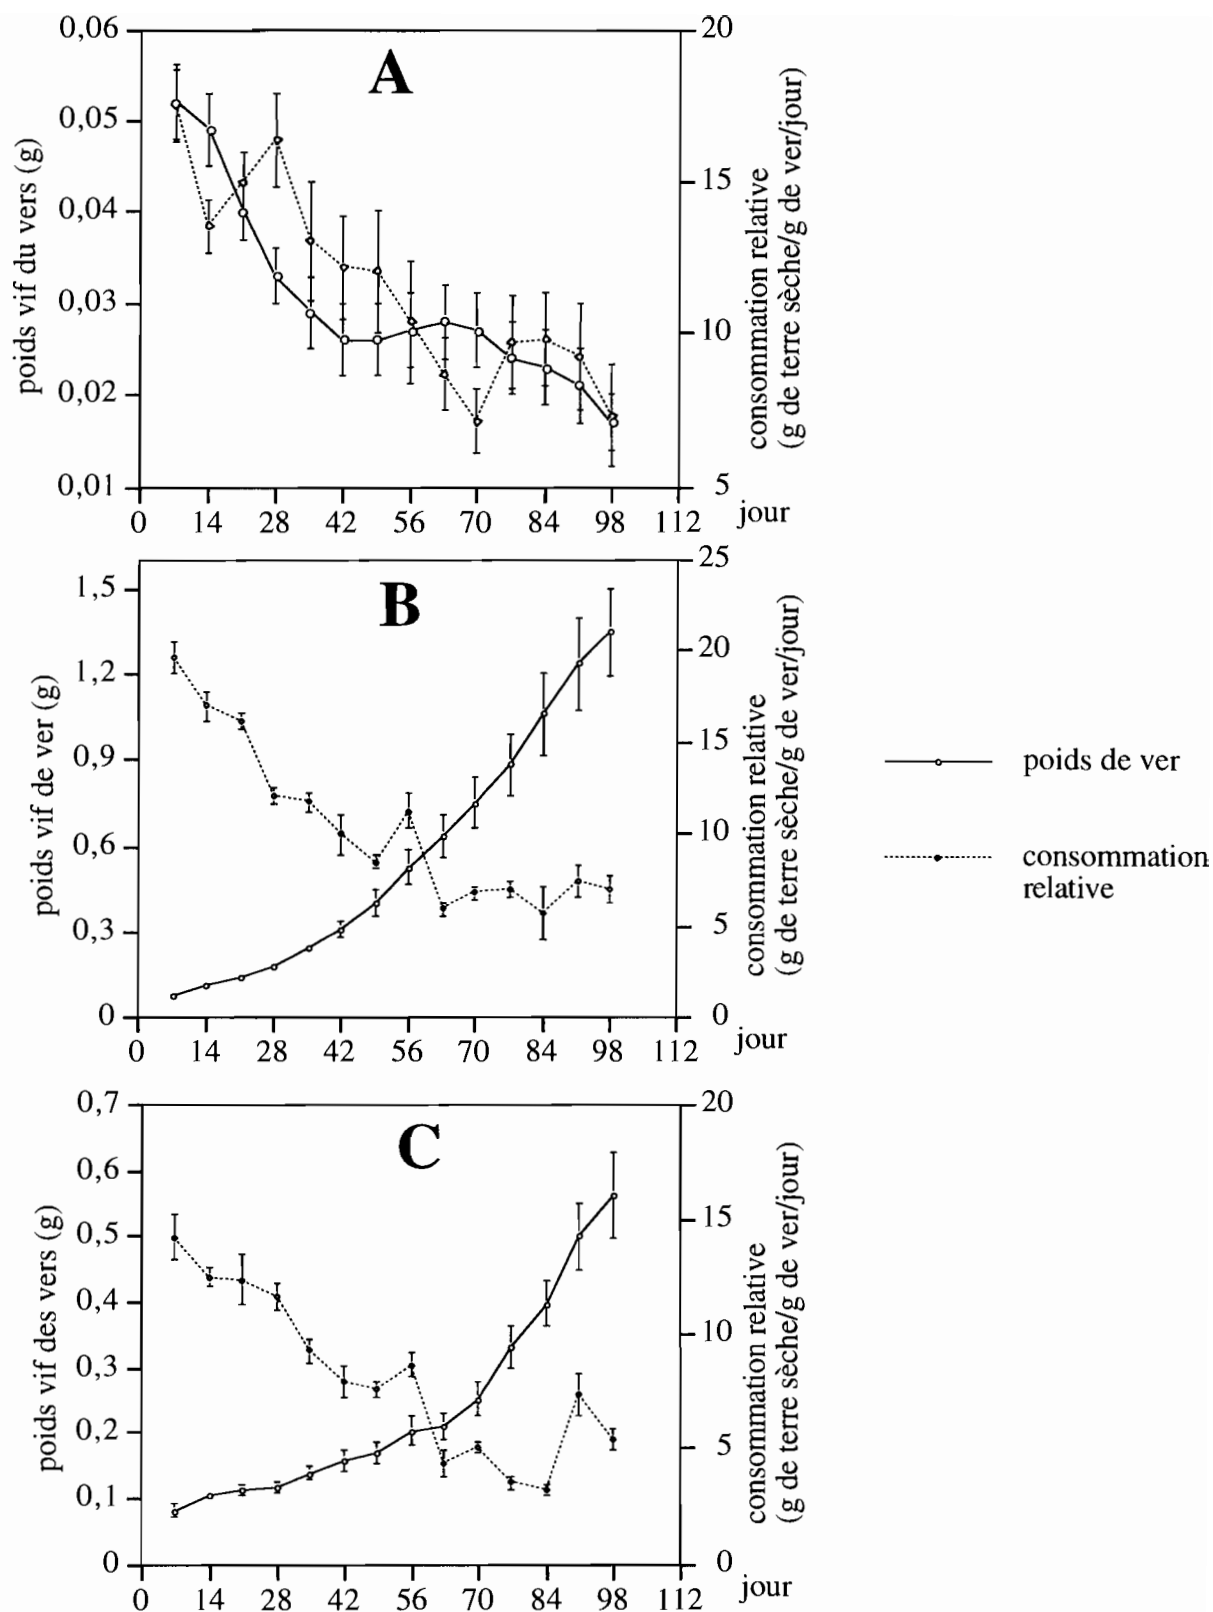 A
poids vif du vers (g)
0,06
0,05
0,04
0,03
0,02
0,01
20
15
10
5
consommation relative
(g de terre sèche/g de ver/jour)
0 14 28 42 56 70 84 98 112 jour
B
poids vif de ver (g)
1,5
1,2
0,9
0,6
0,3
0
25
20
15
10
5
0
consommation relative
(g de terre sèche/g de ver/jour)
0 14 28 42 56 70 84 98 112 jour
poids de ver
consommation
relative
C
poids vif des vers (g)
0,7
0,6
0,5
0,4
0,3
0,2
0,1
0
20
15
10
5
0
consommation relative
(g de terre sèche/g de ver/jour)
0 14 28 42 56 70 84 98 112 jour